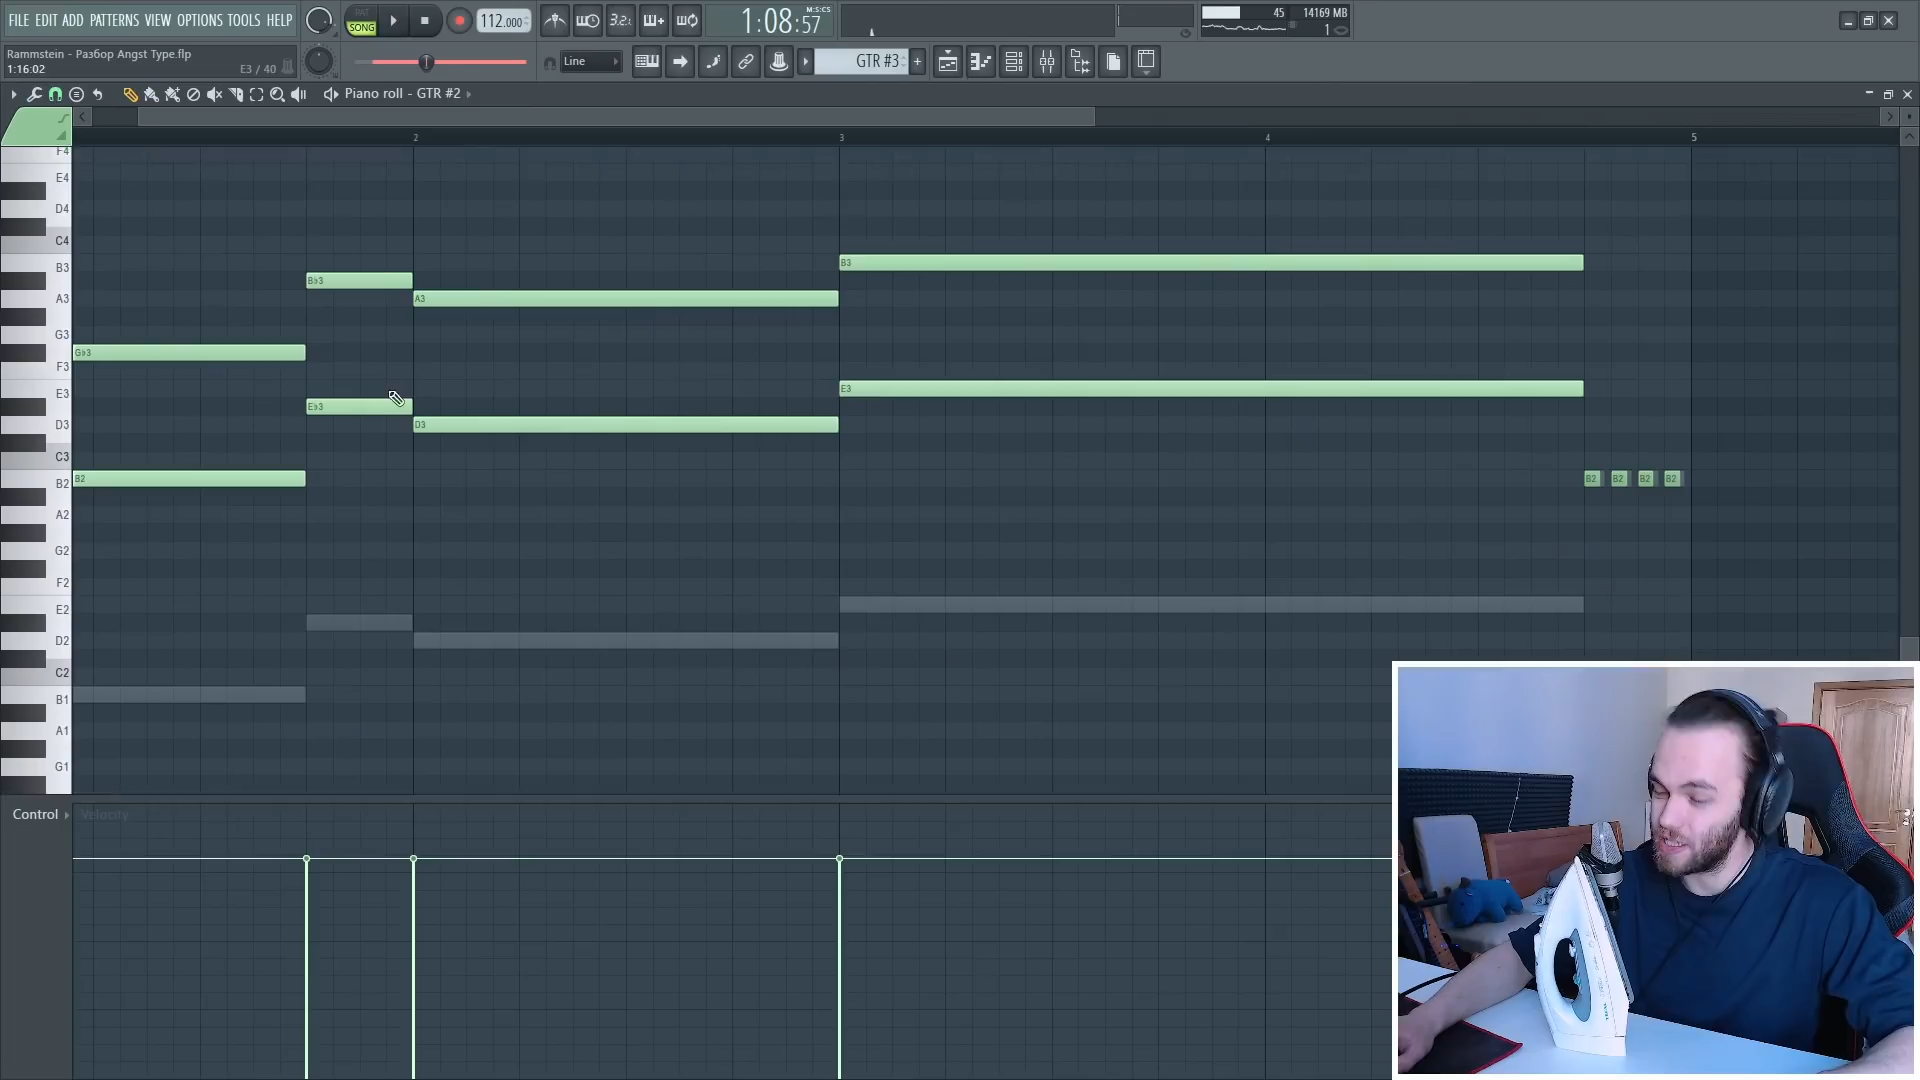 FILE EDIT ADD PATTERNS VIEW OPTIONS TOOLS HELP
PAT
SONG
112.000
3.2.
1:08:57
M:S:CS
45
14169 MB
1
Rammstein - Разбор Angst Type.flp
1:16:02
E3 / 40
Line
GTR #3
Piano roll - GTR #2
2
3
4
5
F4
E4
D4
C4
B3
A3
G3
F3
E3
D3
C3
B2
A2
G2
F2
E2
D2
C2
B1
A1
G1
B3
B♭3
A3
G♭3
E3
E♭3
D3
B2
B2
B2
B2
B2
Control
Velocity